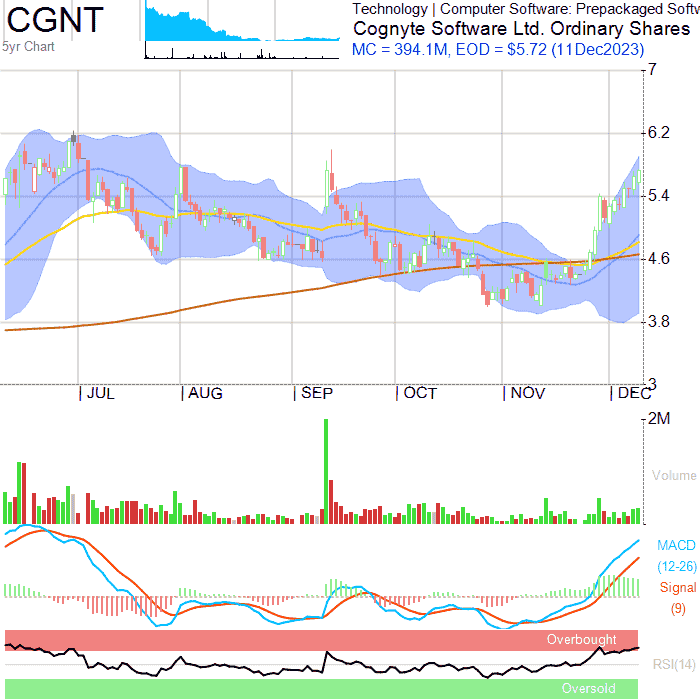 CGNT
5yr Chart
Technology | Computer Software: Prepackaged Softw
Cognyte Software Ltd. Ordinary Shares
MC = 394.1M, EOD = $5.72 (11Dec2023)
7
6.2
5.4
4.6
3.8
3
JUL
AUG
SEP
OCT
NOV
DEC
2M
Volume
MACD
(12-26)
Signal
(9)
Overbought
RSI(14)
Oversold